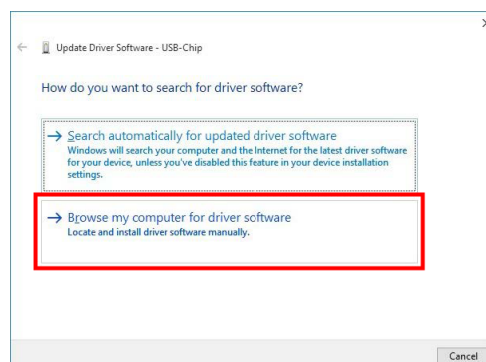 Update Driver Software - USB-Chip
How do you want to search for driver software?
Search automatically for updated driver software
Windows will search your computer and the Internet for the latest driver software
for your device, unless you've disabled this feature in your device installation
settings.
Browse my computer for driver software
Locate and install driver software manually.
Cancel